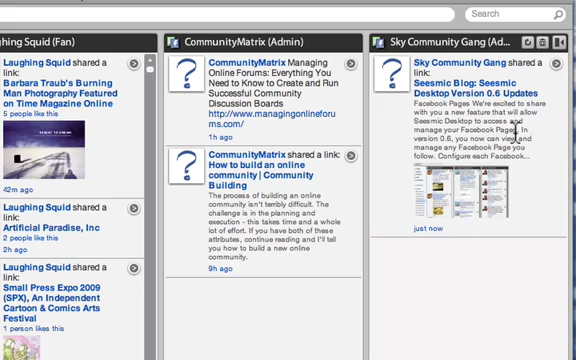 Search
ghing Squid (Fan)
Laughing Squid shared a
link:
Barbara Traub's Burning
Man Photography Featured
on Time Magazine Online
5 people like this
42m ago
Laughing Squid shared a
link:
Artificial Paradise, Inc
2 people like this
2h ago
Laughing Squid shared a
link:
Small Press Expo 2009
(SPX), An Independent
Cartoon & Comics Arts
Festival
1 person likes this
CommunityMatrix (Admin)
CommunityMatrix Managing
Online Forums: Everything You
Need to Know to Create and Run
Successful Community
Discussion Boards
http://www.managingonlineforu
ms.com/
1h ago
CommunityMatrix shared a link:
How to build an online
community | Community
Building
The process of building an online
community isn't terribly difficult. The
challenge is in the planning and
execution - this takes time and a whole
lot of effort. If you have both of these
attributes, continue reading and I'll tell
you how to build a new online
community.
9h ago
Sky Community Gang (Ad...
Sky Community Gang shared a
link:
Seesmic Blog: Seesmic
Desktop Version 0.6 Updates
Facebook Pages We're excited to share
with you a new feature that will allow
Seesmic Desktop to access and
manage your Facebook Pages. In
version 0.6, you now can view and
manage any Facebook Page you
follow. Configure each Facebook...
just now